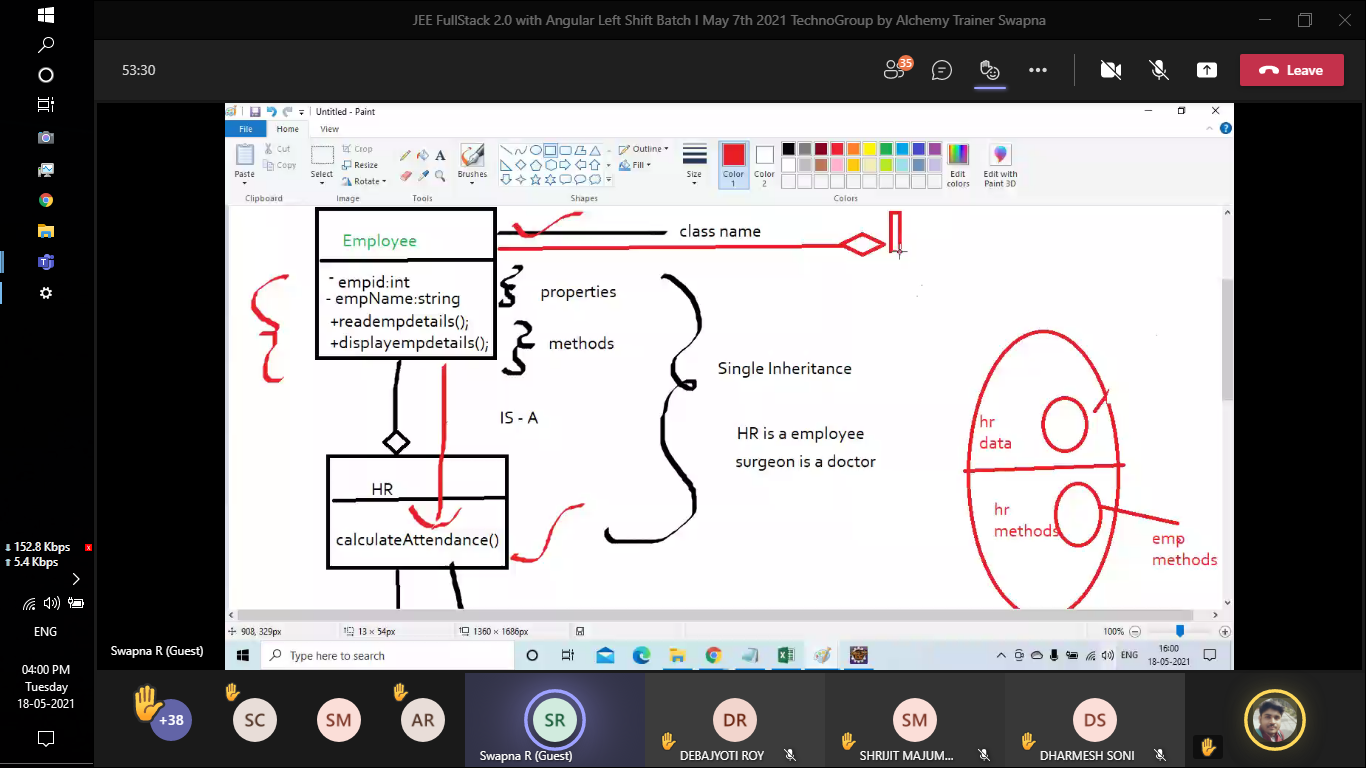 JEE FullStack 2.0 with Angular Left Shift Batch I May 7th 2021 TechnoGroup by Alchemy Trainer Swapna
53:30
35
Leave
Untitled - Paint
File
Home
View
Paste
Cut
Copy
Clipboard
Select
Crop
Resize
Rotate
Image
A
Tools
Brushes
Outline
Fill
Shapes
Size
Color 1
Color 2
Edit colors
Edit with Paint 3D
Colors
Employee
class name
- empid:int
- empName:string
+readempdetails();
+displayempdetails();
properties
methods
IS - A
Single Inheritance
HR is a employee
surgeon is a doctor
HR
calculateAttendance()
hr
data
hr
methods
emp
methods
908, 329px
13 × 54px
1360 × 1686px
100%
Type here to search
ENG
16:00
18-05-2021
152.8 Kbps
5.4 Kbps
ENG
04:00 PM
Tuesday
18-05-2021
Swapna R (Guest)
+38
SC
SM
AR
SR
Swapna R (Guest)
DR
DEBAJYOTI ROY
SM
SHRIJIT MAJUM...
DS
DHARMESH SONI